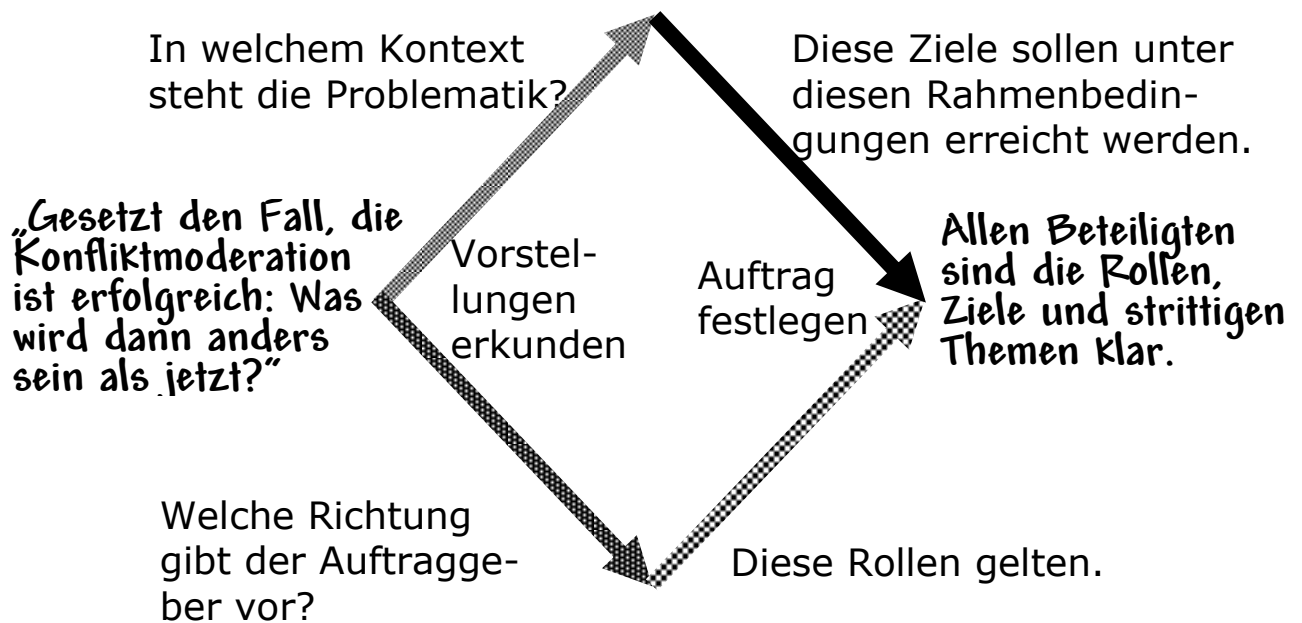 In welchem Kontext
steht die Problematik?
Diese Ziele sollen unter
diesen Rahmenbedin-
gungen erreicht werden.
„Gesetzt den Fall, die
Konfliktmoderation
ist erfolgreich: Was
wird dann anders
sein als jetzt?“
Vorstel-
lungen
erkunden
Auftrag
festlegen
Allen Beteiligten
sind die Rollen,
Ziele und strittigen
Themen klar.
Welche Richtung
gibt der Auftragge-
ber vor?
Diese Rollen gelten.